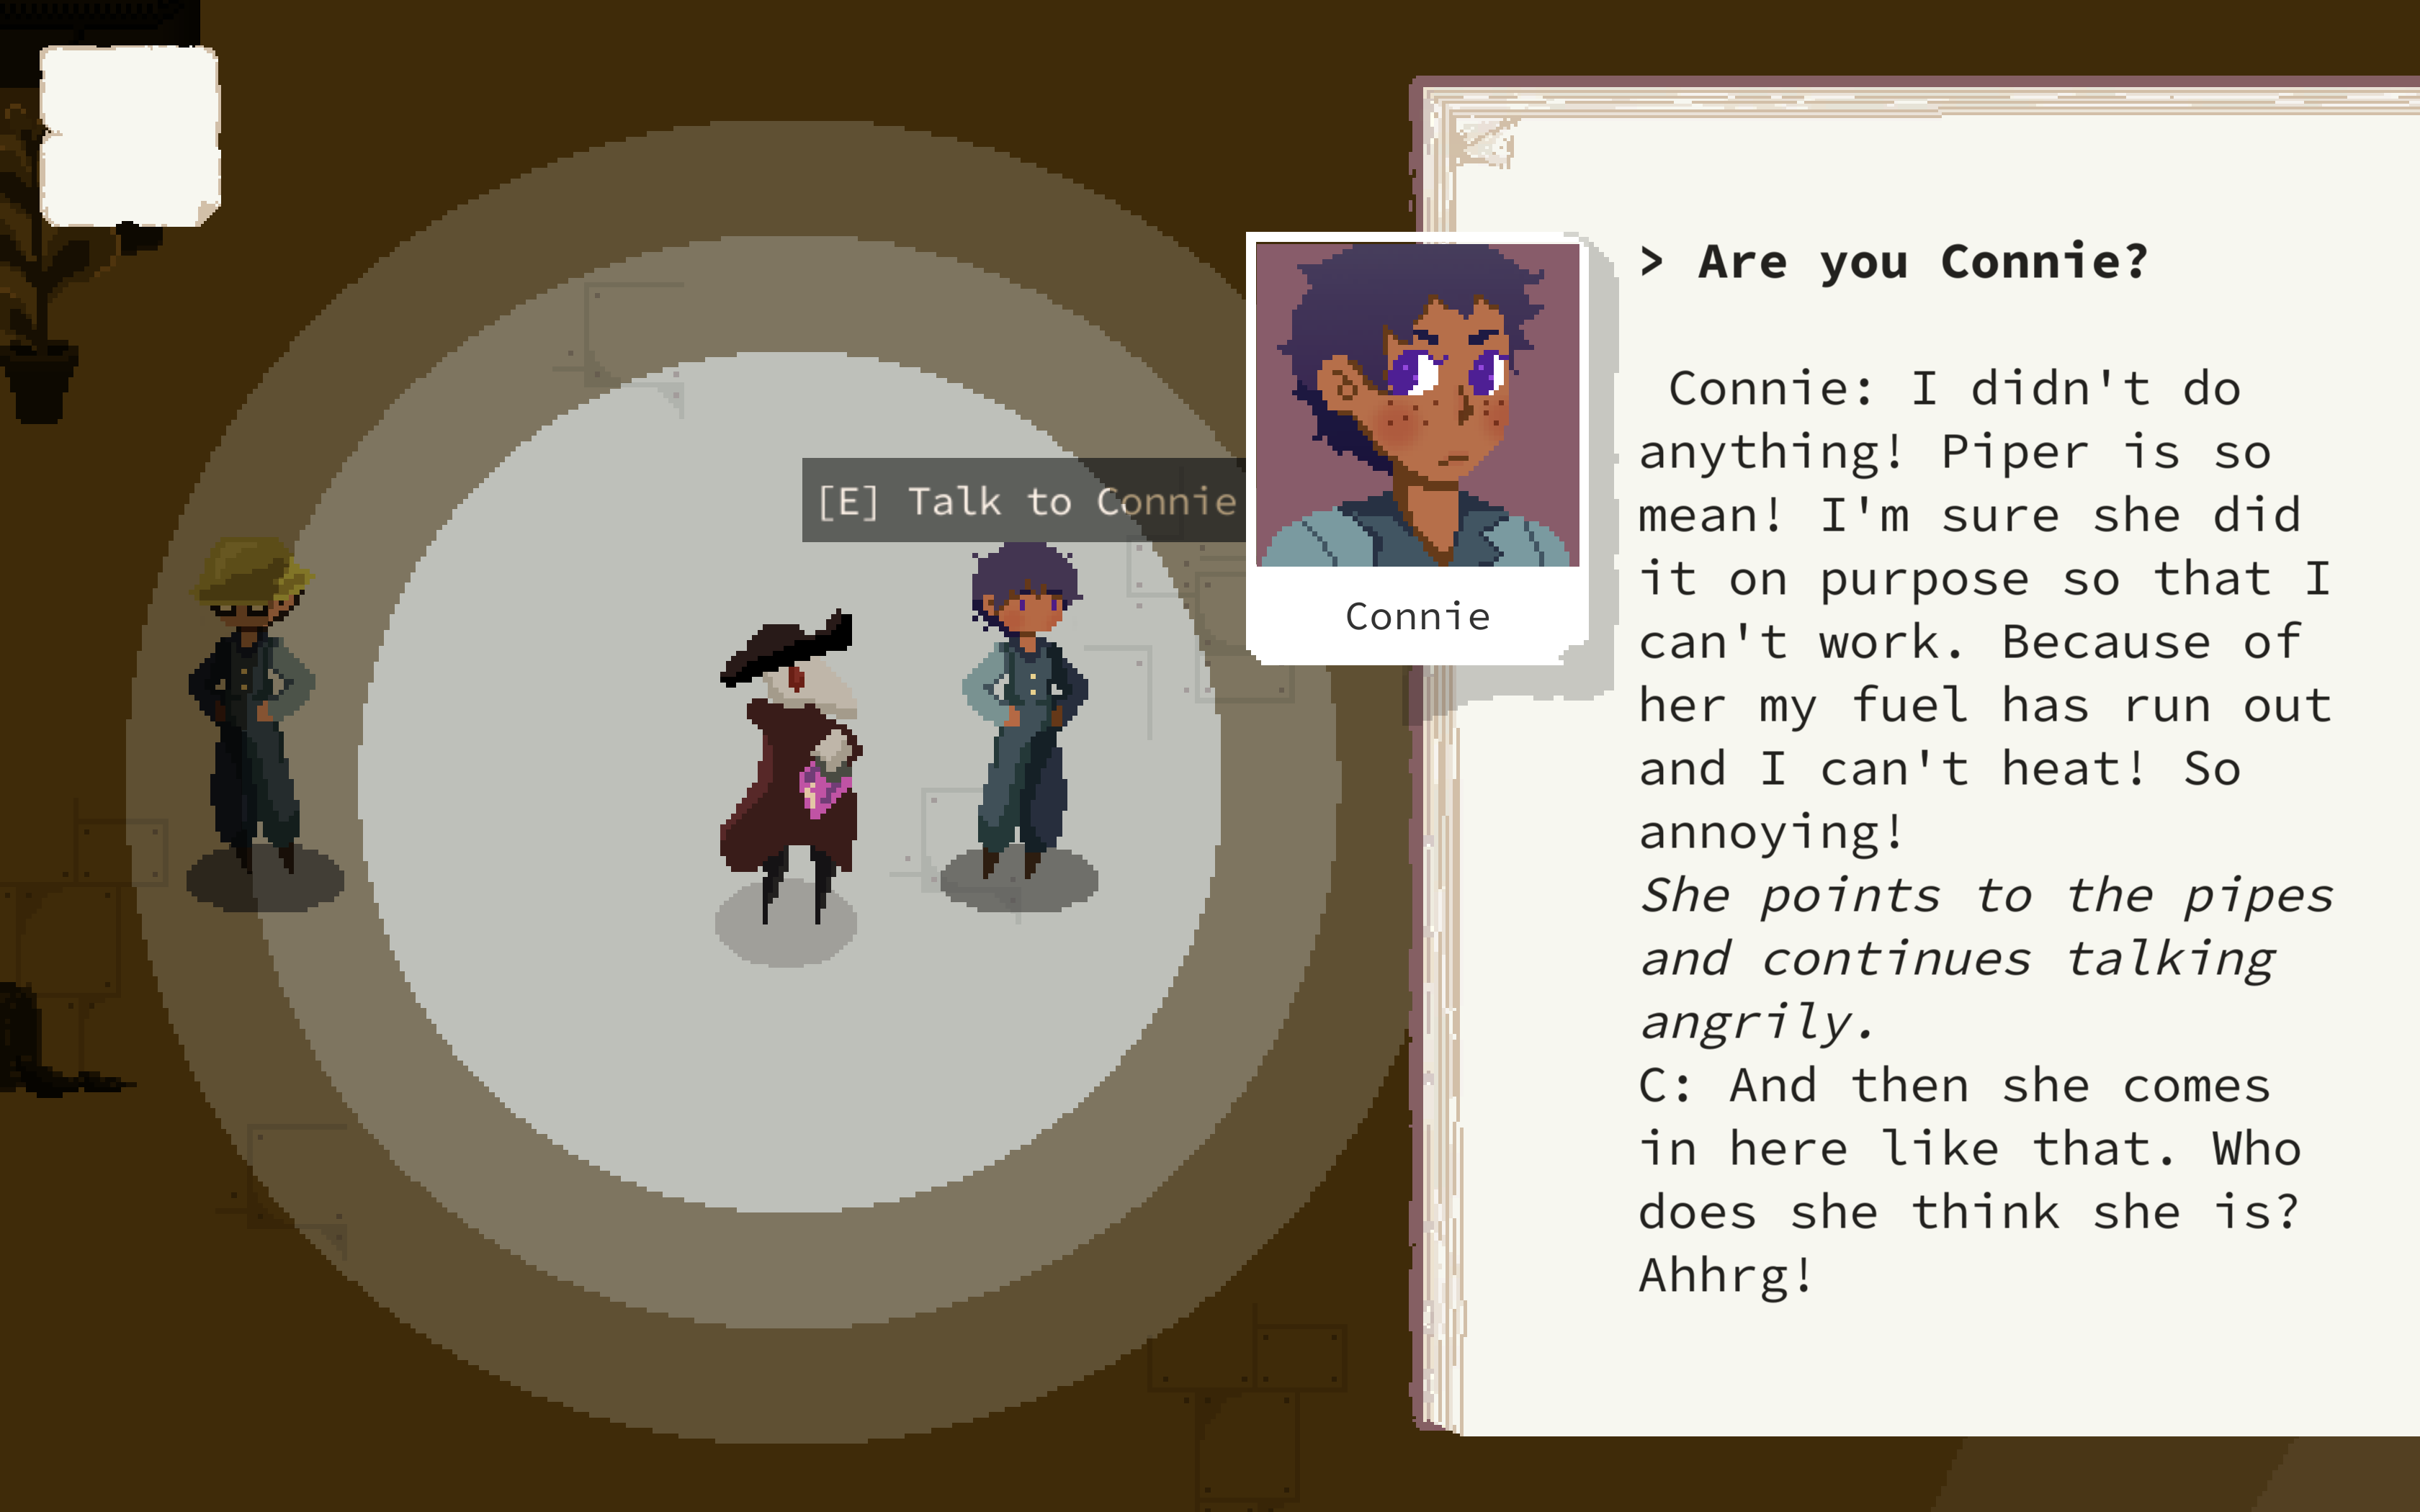 > Are you Connie?
[E] Talk to Connie
Connie
Connie: I didn't do
anything! Piper is so
mean! I'm sure she did
it on purpose so that I
can't work. Because of
her my fuel has run out
and I can't heat! So
annoying!
She points to the pipes
and continues talking
angrily.
C: And then she comes
in here like that. Who
does she think she is?
Ahhrg!